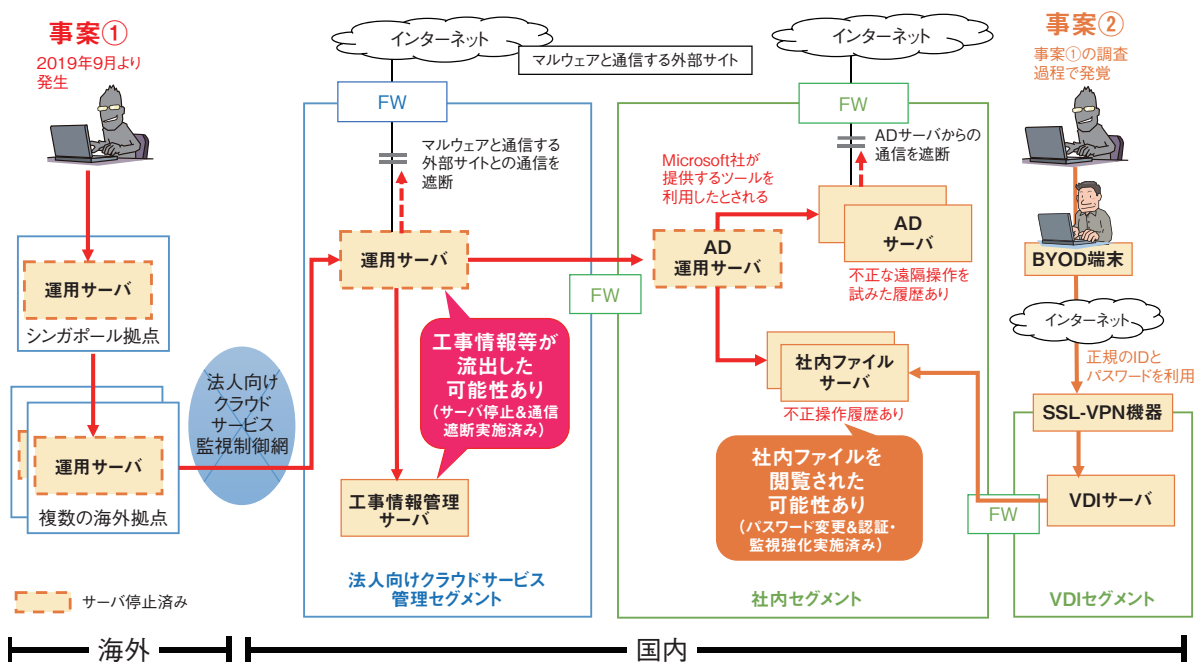 事案①
2019年9月より
発生
インターネット
マルウェアと通信する外部サイト
インターネット
事案②
事案①の調査
過程で発覚
FW
FW
マルウェアと通信する
外部サイトとの通信を
遮断
ADサーバからの
通信を遮断
Microsoft社が
提供するツールを
利用したとされる
運用サーバ
シンガポール拠点
運用サーバ
AD
運用サーバ
AD
サーバ
不正な遠隔操作を
試みた履歴あり
BYOD端末
インターネット
FW
正規のIDと
パスワードを利用
法人向け
クラウド
サービス
監視制御網
工事情報等が
流出した
可能性あり
(サーバ停止&通信
遮断実施済み)
社内ファイル
サーバ
不正操作履歴あり
SSL-VPN機器
運用サーバ
複数の海外拠点
工事情報管理
サーバ
社内ファイルを
閲覧された
可能性あり
(パスワード変更&認証・
監視強化実施済み)
FW
VDIサーバ
サーバ停止済み
法人向けクラウドサービス
管理セグメント
社内セグメント
VDIセグメント
海外
国内